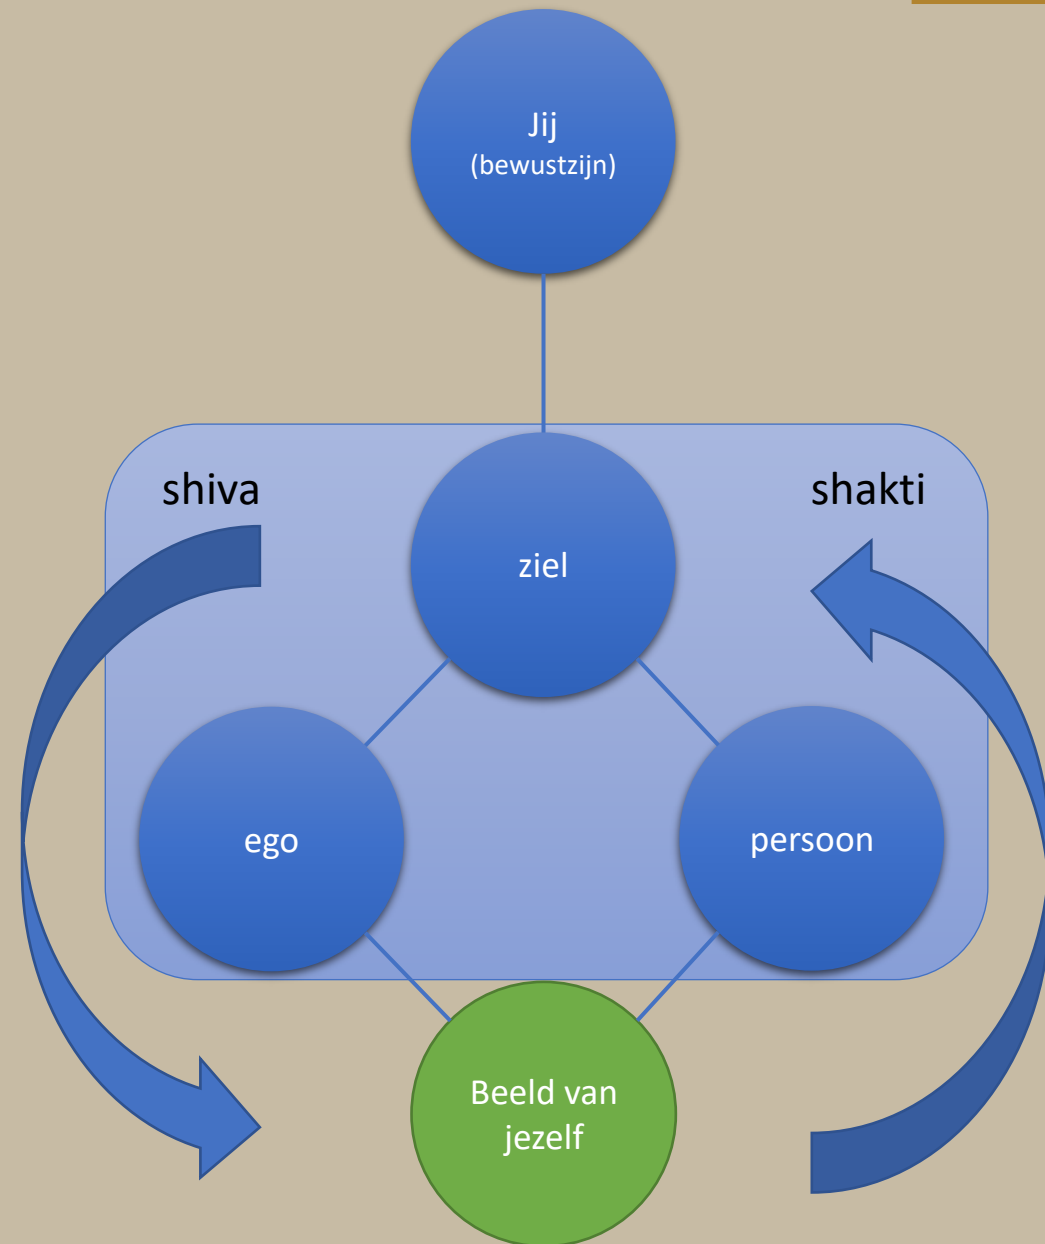 Jij
(bewustzijn)
shiva
shakti
ziel
ego
persoon
Beeld van
jezelf